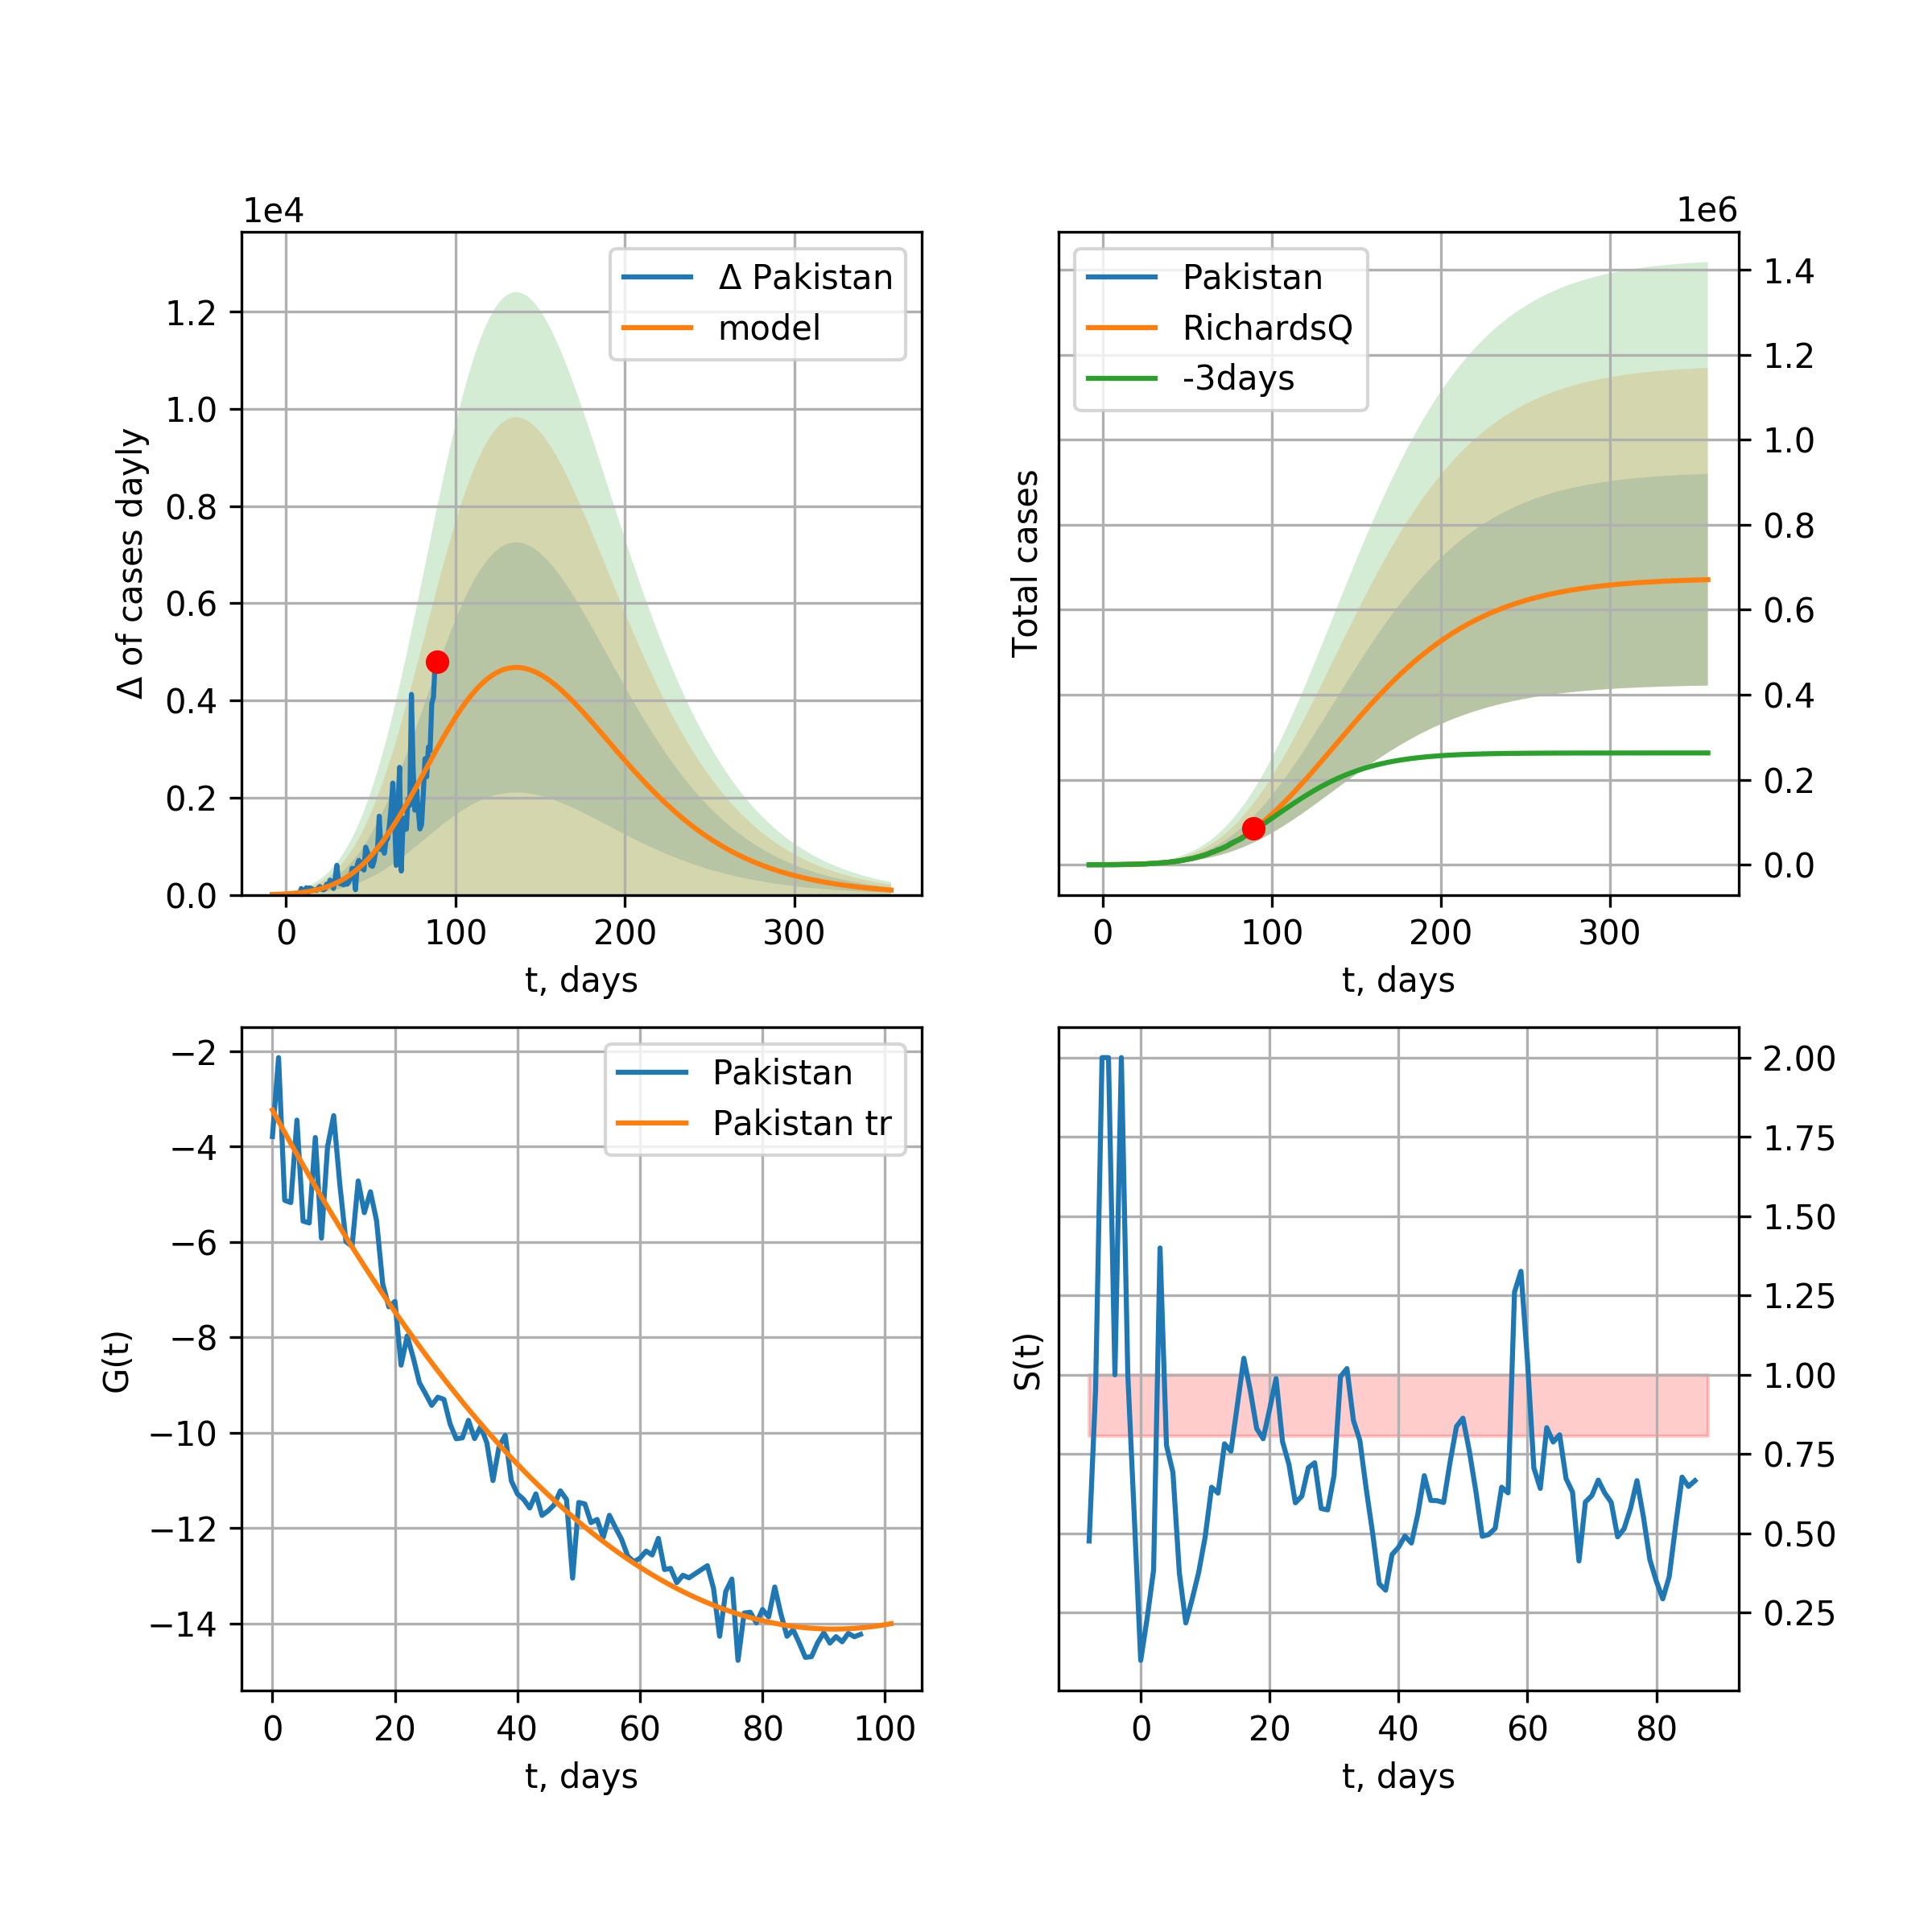 1e4
Δ of cases dayly
1.2
1.0
0.8
0.6
0.4
0.2
0.0
Δ Pakistan
model
0 100 200 300
t, days
1e6
Total cases
Pakistan
RichardsQ
-3days
1.4
1.2
1.0
0.8
0.6
0.4
0.2
0.0
0 100 200 300
t, days
G(t)
−2
−4
−6
−8
−10
−12
−14
Pakistan
Pakistan tr
0 20 40 60 80 100
t, days
S(t)
2.00
1.75
1.50
1.25
1.00
0.75
0.50
0.25
0 20 40 60 80
t, days